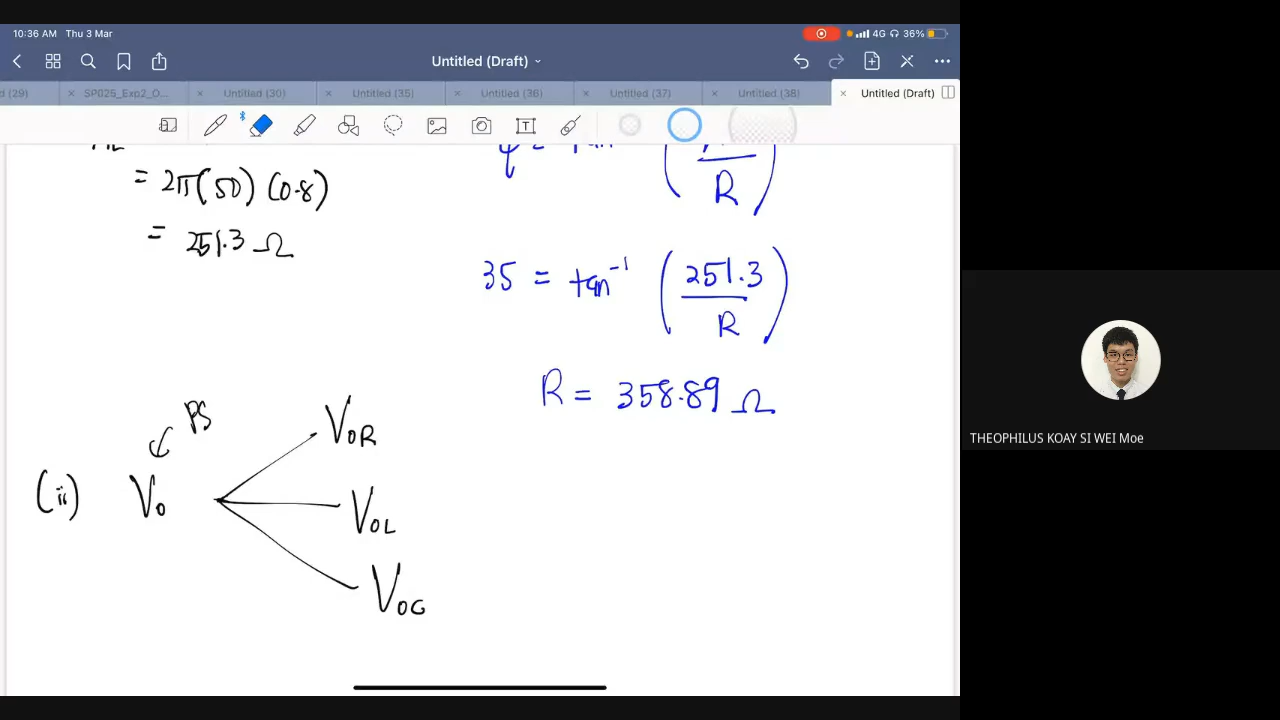 10:36 AM Thu 3 Mar
4G 36%
Untitled (Draft)
d (29)
SP025_Exp2_O...
Untitled (30)
Untitled (35)
Untitled (36)
Untitled (37)
Untitled (38)
Untitled (Draft)
= 2π(50)(0.8)
= 251.3 Ω
R
35 = tan⁻¹ (251.3 / R)
R = 358.89 Ω
PS
(ii) V₀
V₀R
V₀L
V₀C
THEOPHILUS KOAY SI WEI Moe